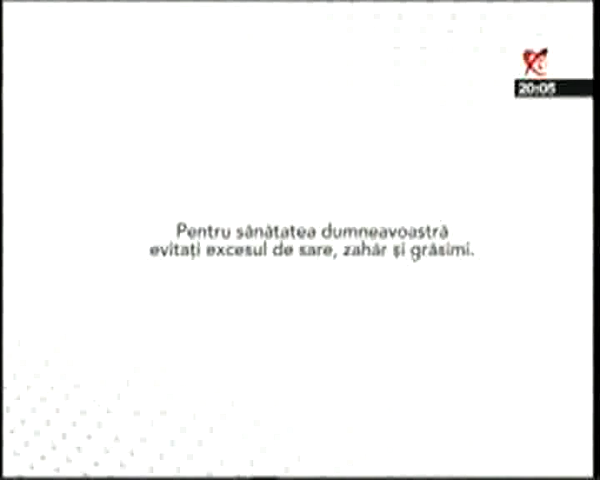 20:05
Pentru sănătatea dumneavoastră
evitați excesul de sare, zahăr și grăsimi.